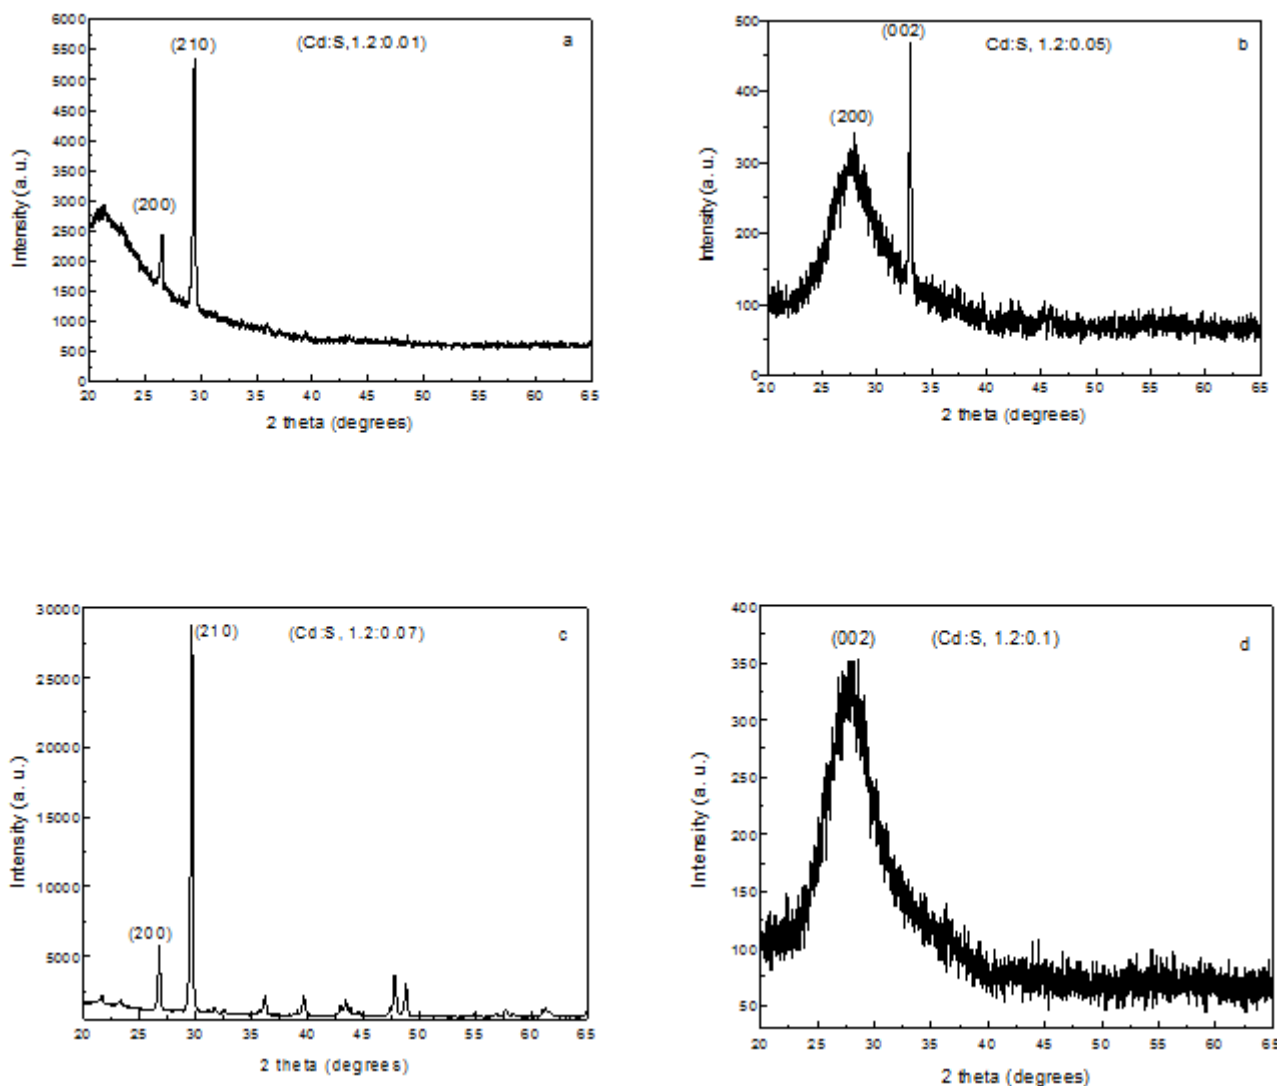 (210) (Cd:S,1.2:0.01) a
(200)
6000
5500
5000
4500
4000
3500
3000
2500
2000
1500
1000
500
0
Intensity (a. u.)
20 25 30 35 40 45 50 55 60 65
2 theta (degrees)
(002) Cd:S, 1.2:0.05) b
(200)
500
400
300
200
100
0
Intensity (a. u.)
20 25 30 35 40 45 50 55 60 65
2 theta (degrees)
(210) (Cd:S, 1.2:0.07) c
(200)
30000
25000
20000
15000
10000
5000
Intensity (a. u.)
20 25 30 35 40 45 50 55 60 65
2 theta (degrees)
(002) (Cd:S, 1.2:0.1) d
400
350
300
250
200
150
100
50
Intensity (a. u.)
20 25 30 35 40 45 50 55 60 65
2 theta (degrees)